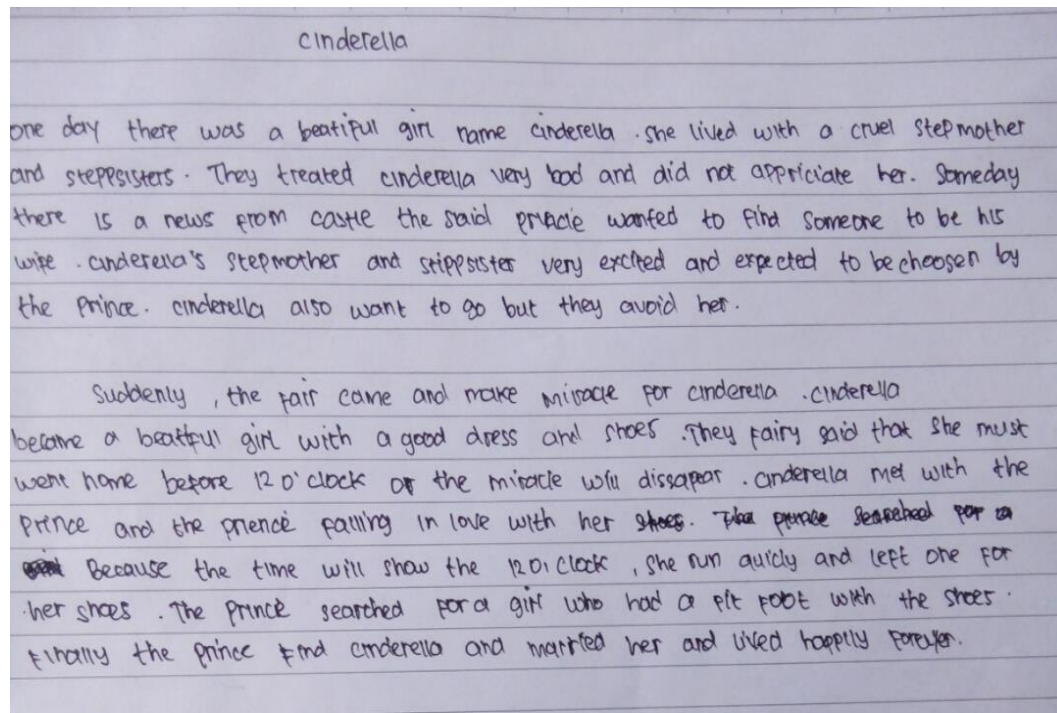 cinderella
one day there was a beatiful girl name cinderella . she lived with a cruel stepmother
and steppsisters . They treated cinderella very bad and did not appriciate her. Someday
there is a news from castle the said wanted to find someone to be his
wife . cinderella's stepmother and stippsister very excited and expected to be choosen by
the Prince. cinderella also want to go but they avoid her .
Suddenly , the fair came and make miracle for cinderella . cinderella
became a girl with a good dress and shoes . They fairy said that she must
went home before 12 o'clock or the miracle will dissapear . cinderella met with the
Prince and the prience falling in love with her shoes. The prince searched for a
Because the time will show the 12 o' clock , she run quicly and left one for
her shoes . The prince searched for a girl who had a fit foot with the shoes .
Finally the prince find cinderella and married her and lived happily forever.